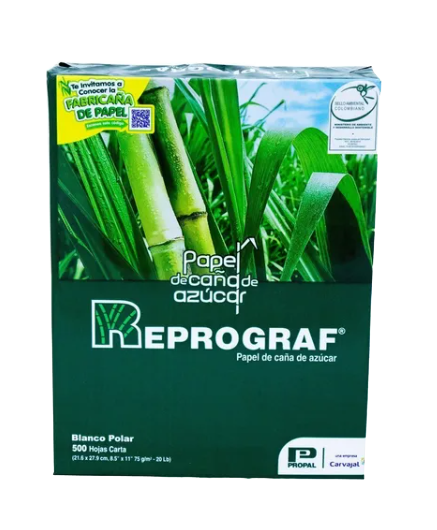 Te Invitamos a
Conocer la
FABRICAÑA
DE PAPEL
SELLO AMBIENTAL
COLOMBIANO
Papel
de caña de
azúcar
REPROGRAF®
Papel de caña de azúcar
Blanco Polar
500 Hojas Carta
(21.6 x 27.9 cm, 8.5" x 11" 75 g/m² - 20 Lb)
PROPAL
Carvajal